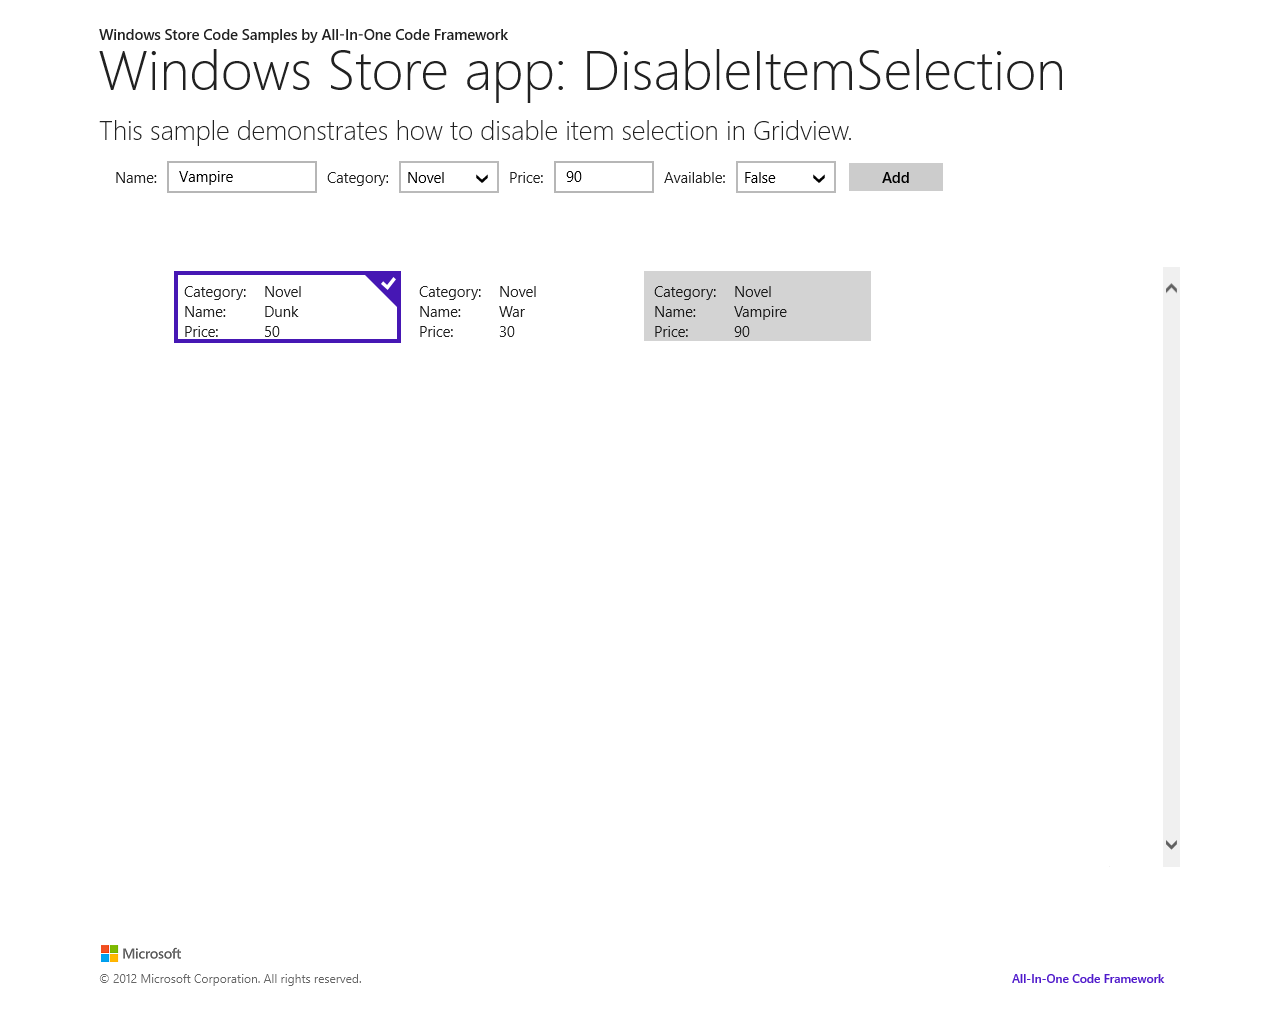 Windows Store Code Samples by All-In-One Code Framework
Windows Store app: DisableItemSelection
This sample demonstrates how to disable item selection in Gridview.
Name: Vampire Category: Novel Price: 90 Available: False Add
Category: Novel
Name: Dunk
Price: 50
Category: Novel
Name: War
Price: 30
Category: Novel
Name: Vampire
Price: 90
Microsoft
© 2012 Microsoft Corporation. All rights reserved.
All-In-One Code Framework